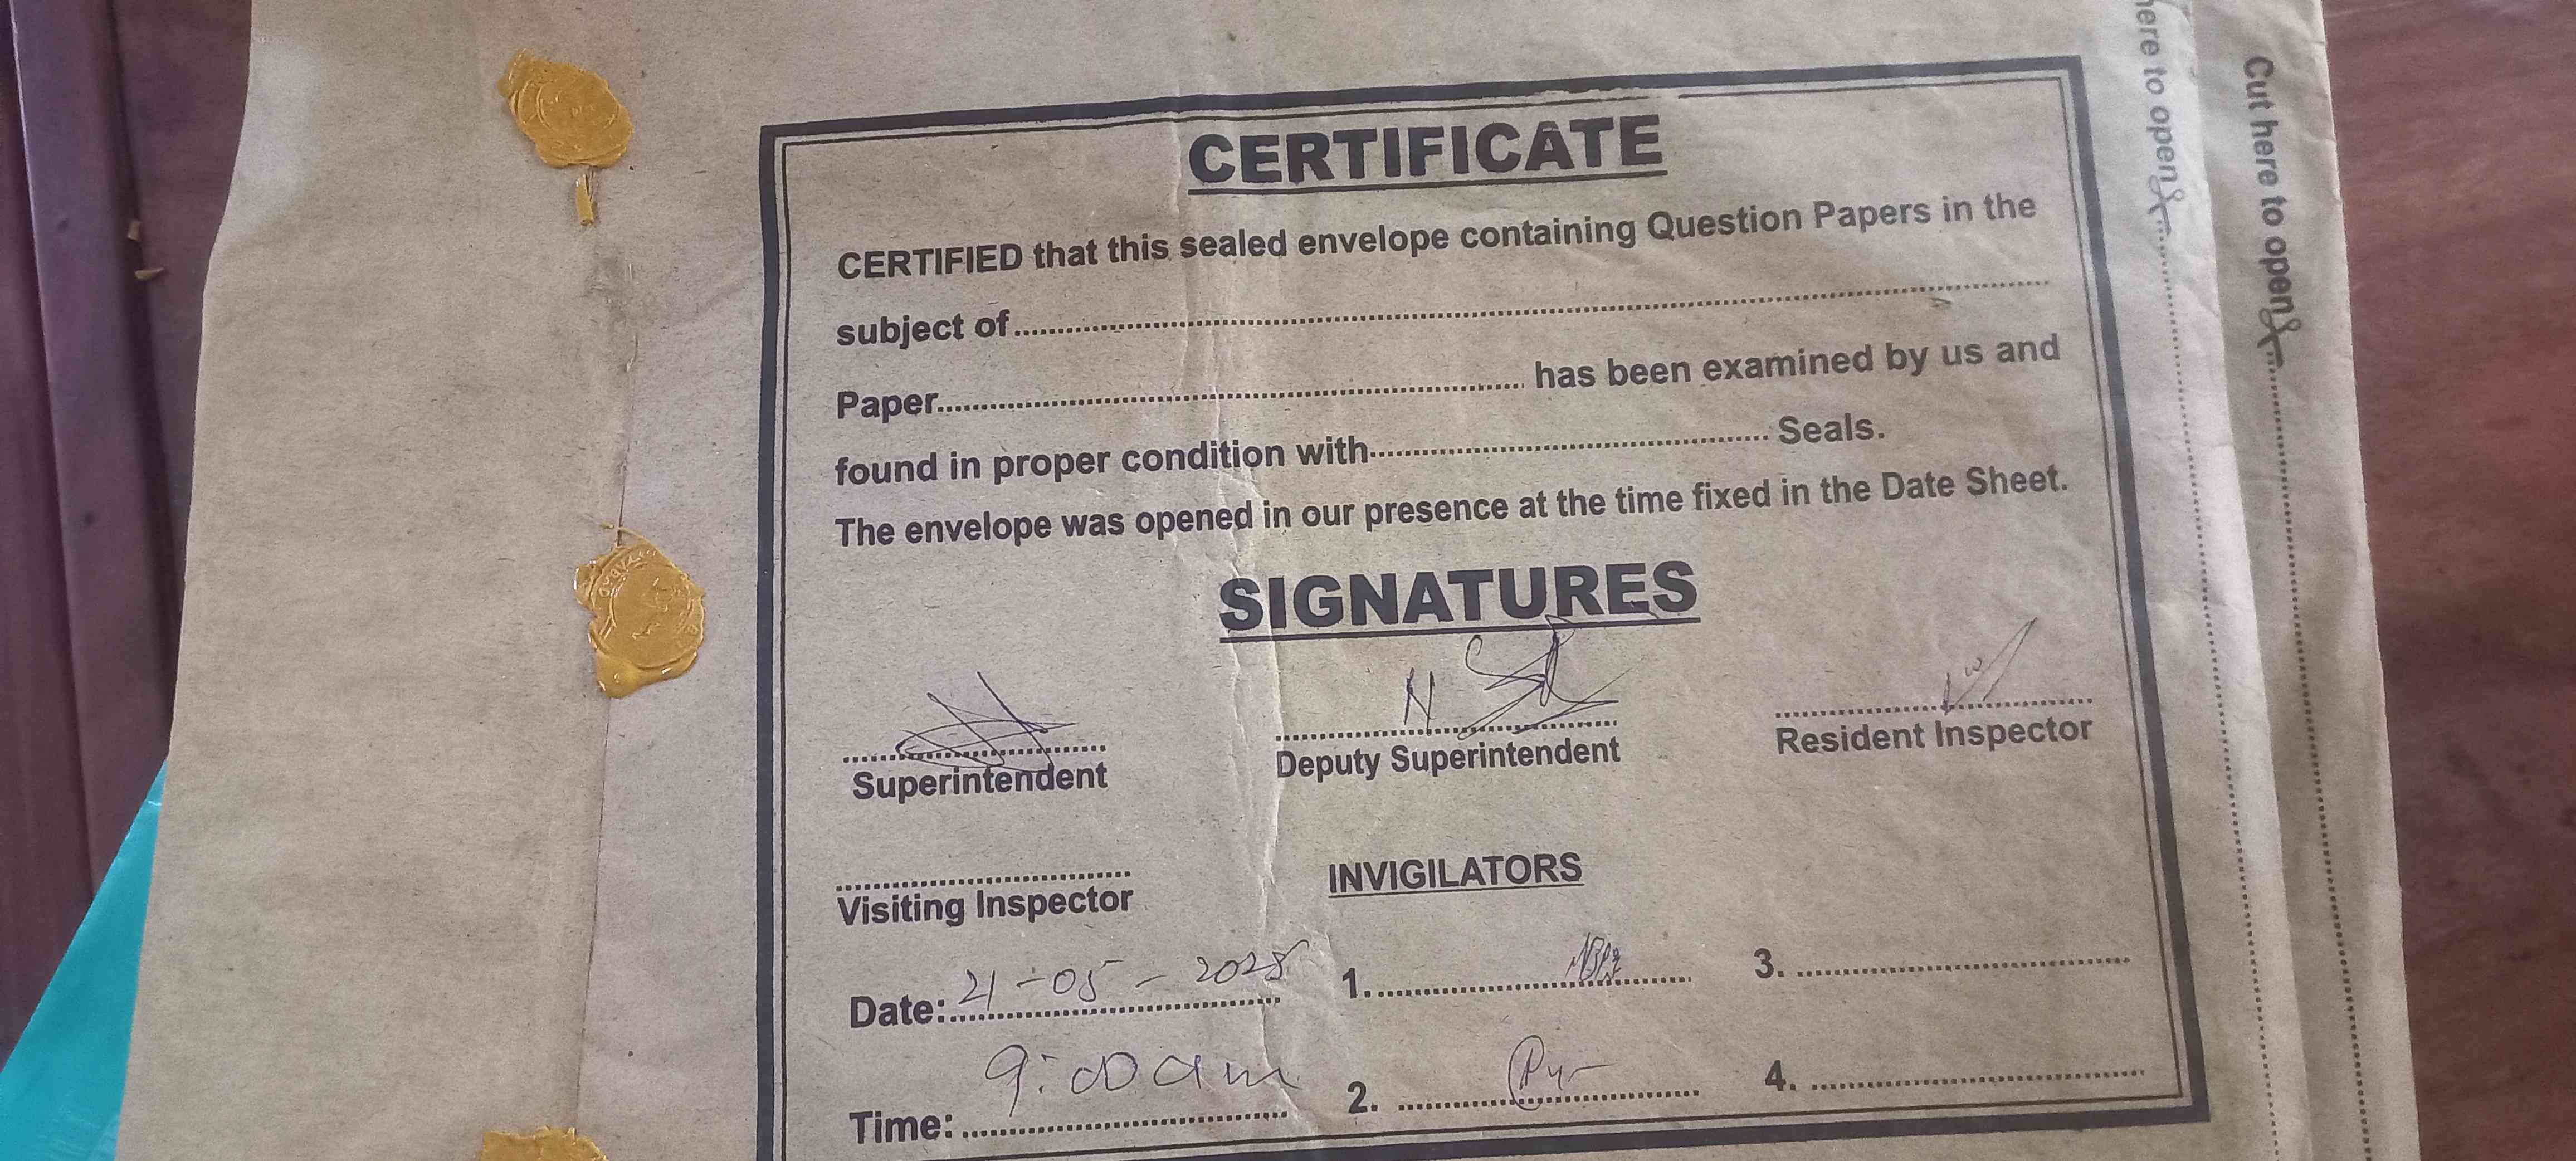 CERTIFICATE
CERTIFIED that this sealed envelope containing Question Papers in the
subject of
Paper has been examined by us and
found in proper condition with Seals.
The envelope was opened in our presence at the time fixed in the Date Sheet.
SIGNATURES
Superintendent Deputy Superintendent Resident Inspector
Visiting Inspector INVIGILATORS
Date: 21-05-2025 1. 3.
Time: 9:00 am 2. 4.
here to open
Cut here to open